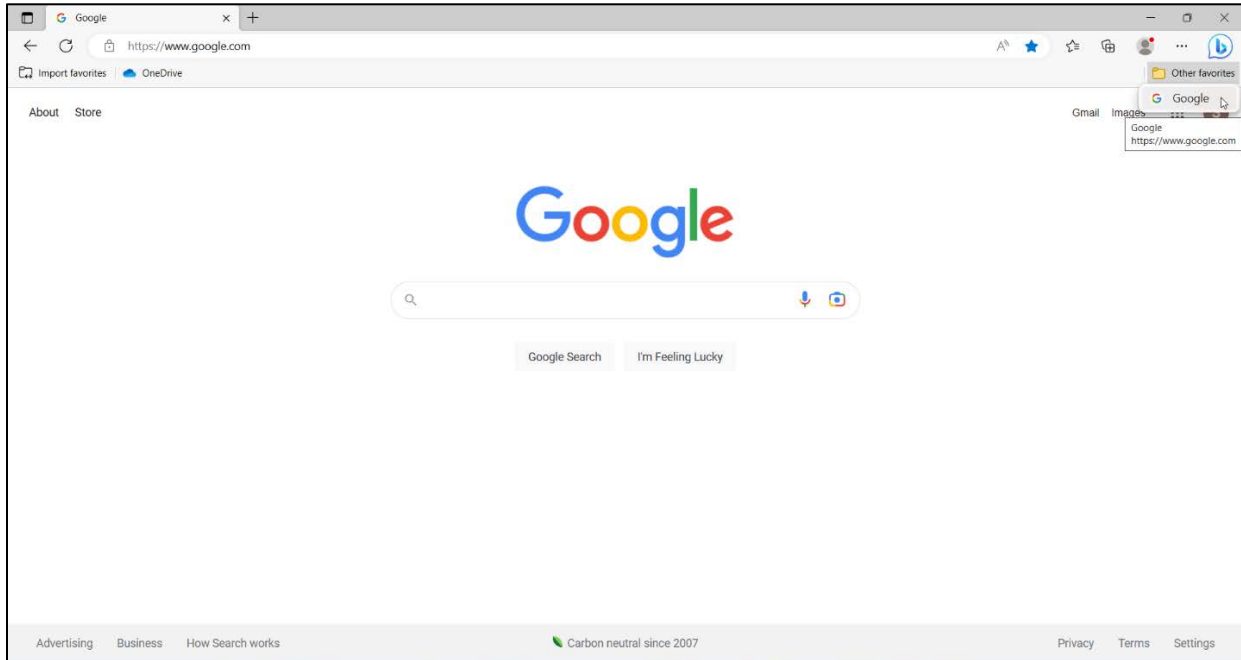 Google
https://www.google.com
Import favorites OneDrive Other favorites
Google
About Store Gmail Images
Google
https://www.google.com
Google
Google Search I'm Feeling Lucky
Advertising Business How Search works Carbon neutral since 2007 Privacy Terms Settings